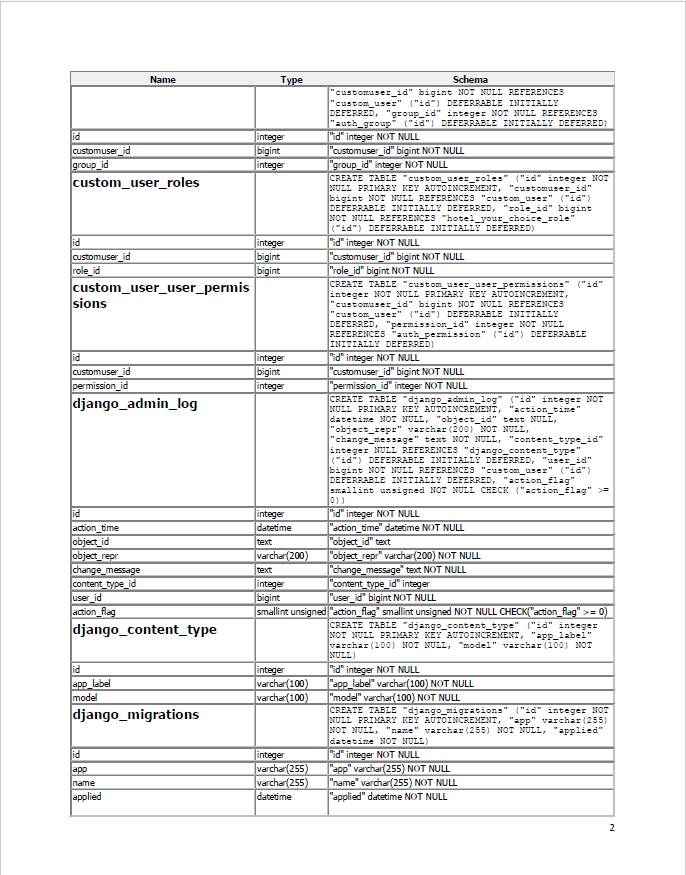 Name Type Schema
"customuser_id" bigint NOT NULL REFERENCES
"custom_user" ("id") DEFERRABLE INITIALLY
DEFERRED, "group_id" integer NOT NULL REFERENCES
"auth_group" ("id") DEFERRABLE INITIALLY DEFERRED)
id integer "id" integer NOT NULL
customuser_id bigint "customuser_id" bigint NOT NULL
group_id integer "group_id" integer NOT NULL
custom_user_roles CREATE TABLE "custom_user_roles" ("id" integer NOT
NULL PRIMARY KEY AUTOINCREMENT, "customuser_id"
bigint NOT NULL REFERENCES "custom_user" ("id")
DEFERRABLE INITIALLY DEFERRED, "role_id" bigint
NOT NULL REFERENCES "hotel_your_choice_role"
("id") DEFERRABLE INITIALLY DEFERRED)
id integer "id" integer NOT NULL
customuser_id bigint "customuser_id" bigint NOT NULL
role_id bigint "role_id" bigint NOT NULL
custom_user_user_permis
sions
CREATE TABLE "custom_user_user_permissions" ("id"
integer NOT NULL PRIMARY KEY AUTOINCREMENT,
"customuser_id" bigint NOT NULL REFERENCES
"custom_user" ("id") DEFERRABLE INITIALLY
DEFERRED, "permission_id" integer NOT NULL
REFERENCES "auth_permission" ("id") DEFERRABLE
INITIALLY DEFERRED)
id integer "id" integer NOT NULL
customuser_id bigint "customuser_id" bigint NOT NULL
permission_id integer "permission_id" integer NOT NULL
django_admin_log CREATE TABLE "django_admin_log" ("id" integer NOT
NULL PRIMARY KEY AUTOINCREMENT, "action_time"
datetime NOT NULL, "object_id" text NULL,
"object_repr" varchar(200) NOT NULL,
"change_message" text NOT NULL, "content_type_id"
integer NULL REFERENCES "django_content_type"
("id") DEFERRABLE INITIALLY DEFERRED, "user_id"
bigint NOT NULL REFERENCES "custom_user" ("id")
DEFERRABLE INITIALLY DEFERRED, "action_flag"
smallint unsigned NOT NULL CHECK ("action_flag" >=
0))
id integer "id" integer NOT NULL
action_time datetime "action_time" datetime NOT NULL
object_id text "object_id" text
object_repr varchar(200) "object_repr" varchar(200) NOT NULL
change_message text "change_message" text NOT NULL
content_type_id integer "content_type_id" integer
user_id bigint "user_id" bigint NOT NULL
action_flag smallint unsigned "action_flag" smallint unsigned NOT NULL CHECK("action_flag" >= 0)
django_content_type CREATE TABLE "django_content_type" ("id" integer
NOT NULL PRIMARY KEY AUTOINCREMENT, "app_label"
varchar(100) NOT NULL, "model" varchar(100) NOT
NULL)
id integer "id" integer NOT NULL
app_label varchar(100) "app_label" varchar(100) NOT NULL
model varchar(100) "model" varchar(100) NOT NULL
django_migrations CREATE TABLE "django_migrations" ("id" integer NOT
NULL PRIMARY KEY AUTOINCREMENT, "app" varchar(255)
NOT NULL, "name" varchar(255) NOT NULL, "applied"
datetime NOT NULL)
id integer "id" integer NOT NULL
app varchar(255) "app" varchar(255) NOT NULL
name varchar(255) "name" varchar(255) NOT NULL
applied datetime "applied" datetime NOT NULL
2